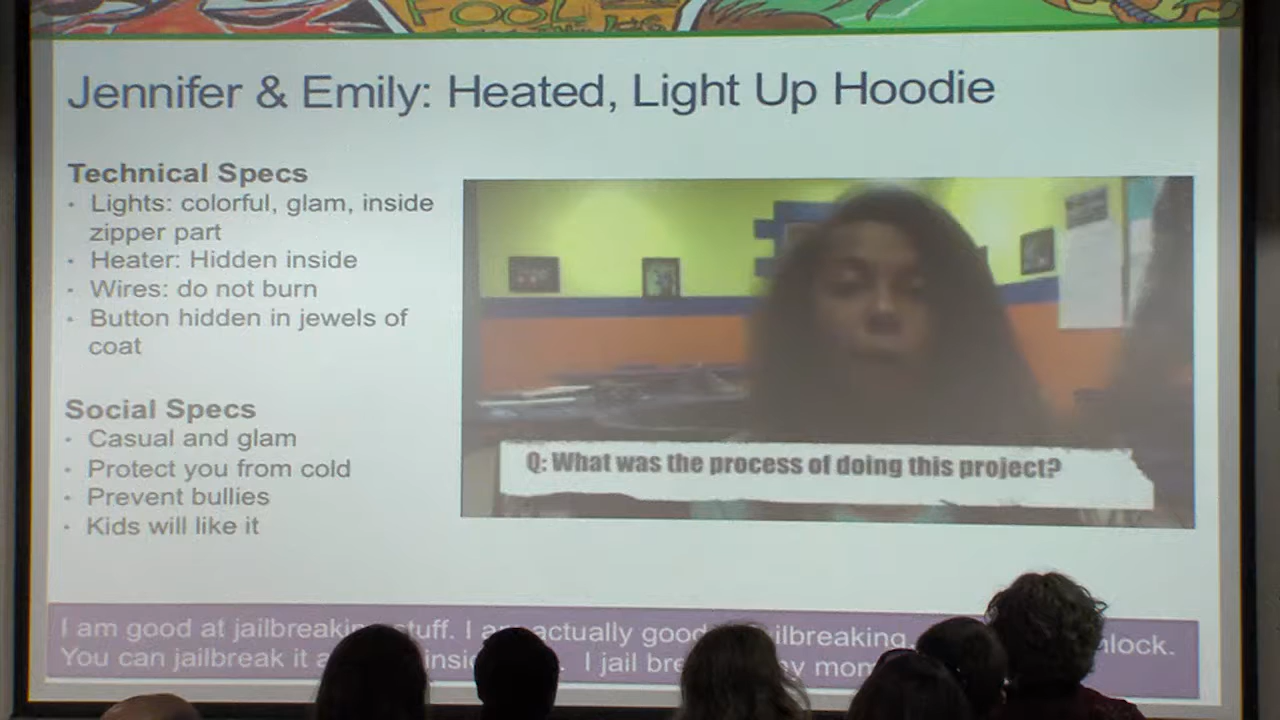 FOOL
Jennifer & Emily: Heated, Light Up Hoodie
Technical Specs
· Lights: colorful, glam, inside
zipper part
· Heater: Hidden inside
· Wires: do not burn
· Button hidden in jewels of
coat
Social Specs
· Casual and glam
· Protect you from cold
· Prevent bullies
· Kids will like it
Q: What was the process of doing this project?
I am good at jailbreaking stuff. I am actually good jailbreaking.
You can jailbreak it I jail mom